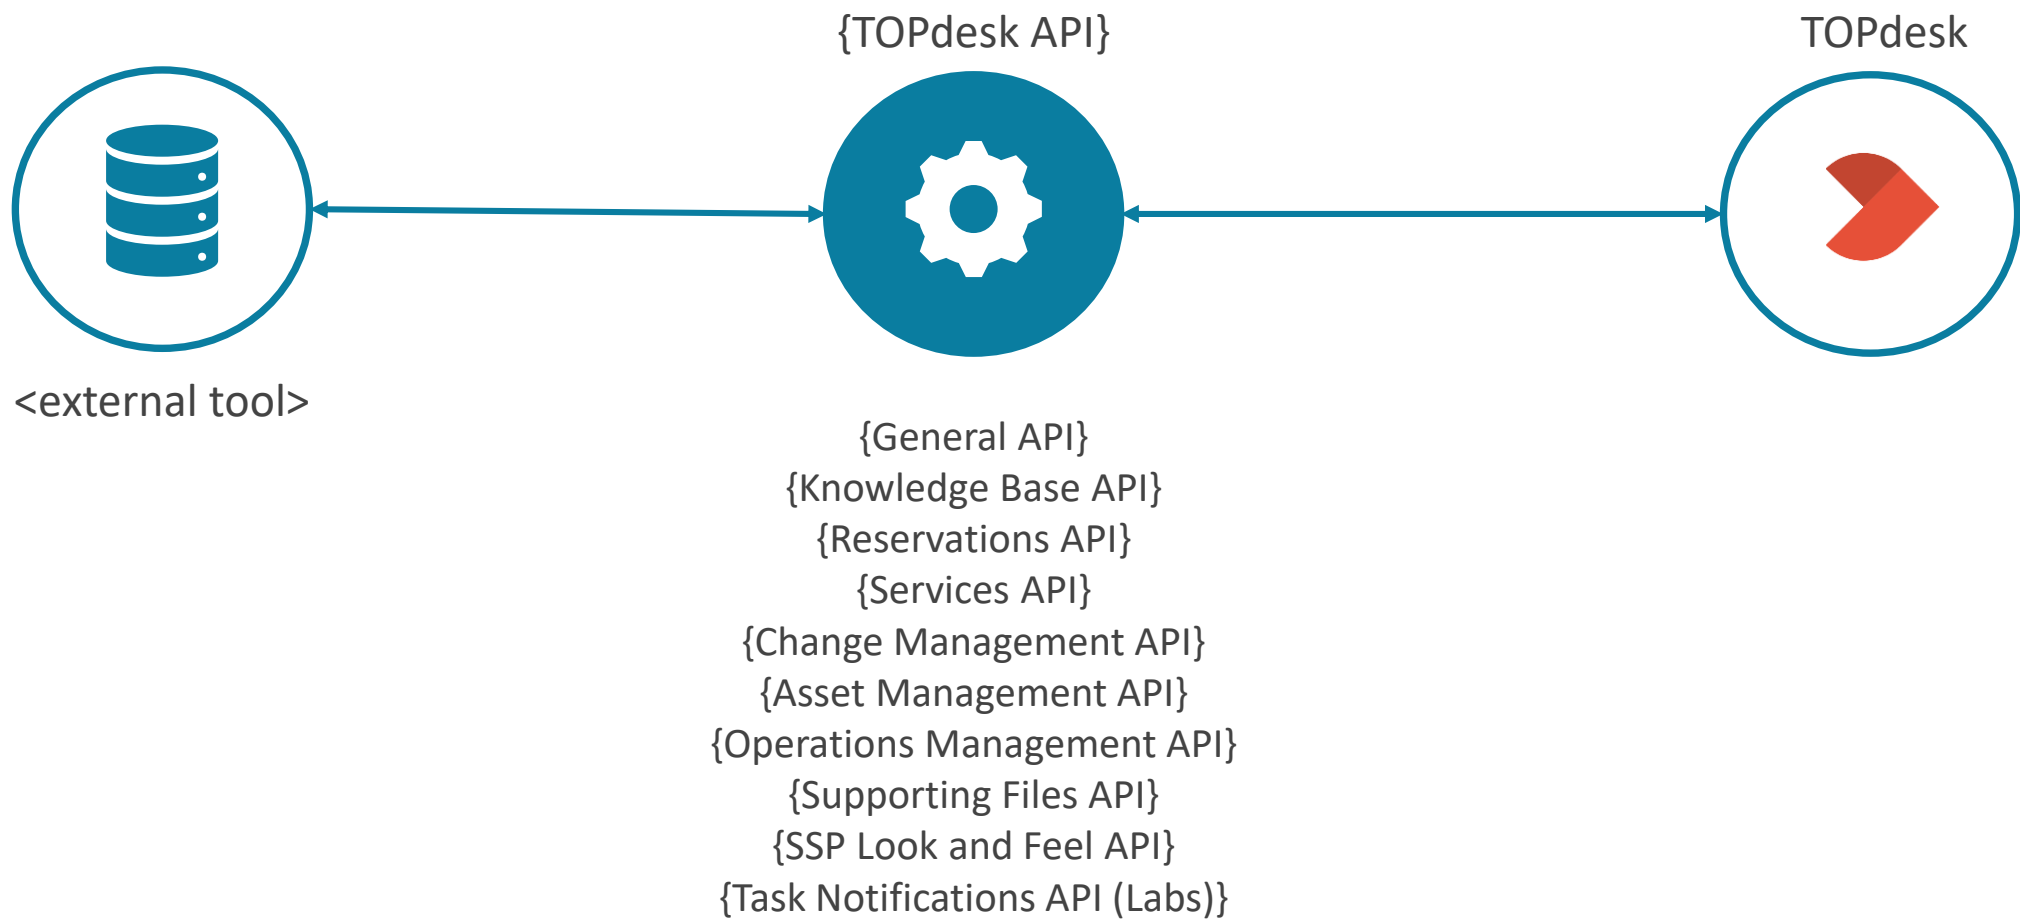 {TOPdesk API}
TOPdesk
<external tool>
{General API}
{Knowledge Base API}
{Reservations API}
{Services API}
{Change Management API}
{Asset Management API}
{Operations Management API}
{Supporting Files API}
{SSP Look and Feel API}
{Task Notifications API (Labs)}